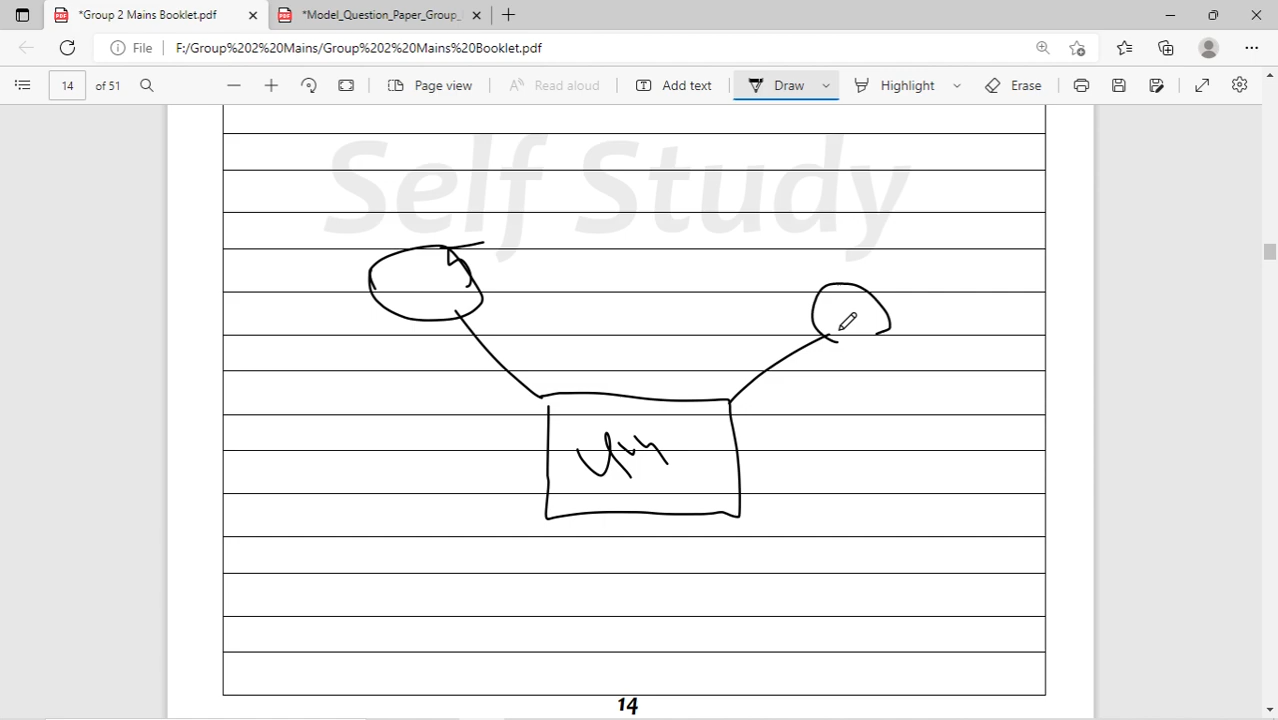 *Group 2 Mains Booklet.pdf
*Model_Question_Paper_Group_
File
F:/Group%202%20Mains/Group%202%20Mains%20Booklet.pdf
14 of 51
Page view
Read aloud
Add text
Draw
Highlight
Erase
Self Study
14